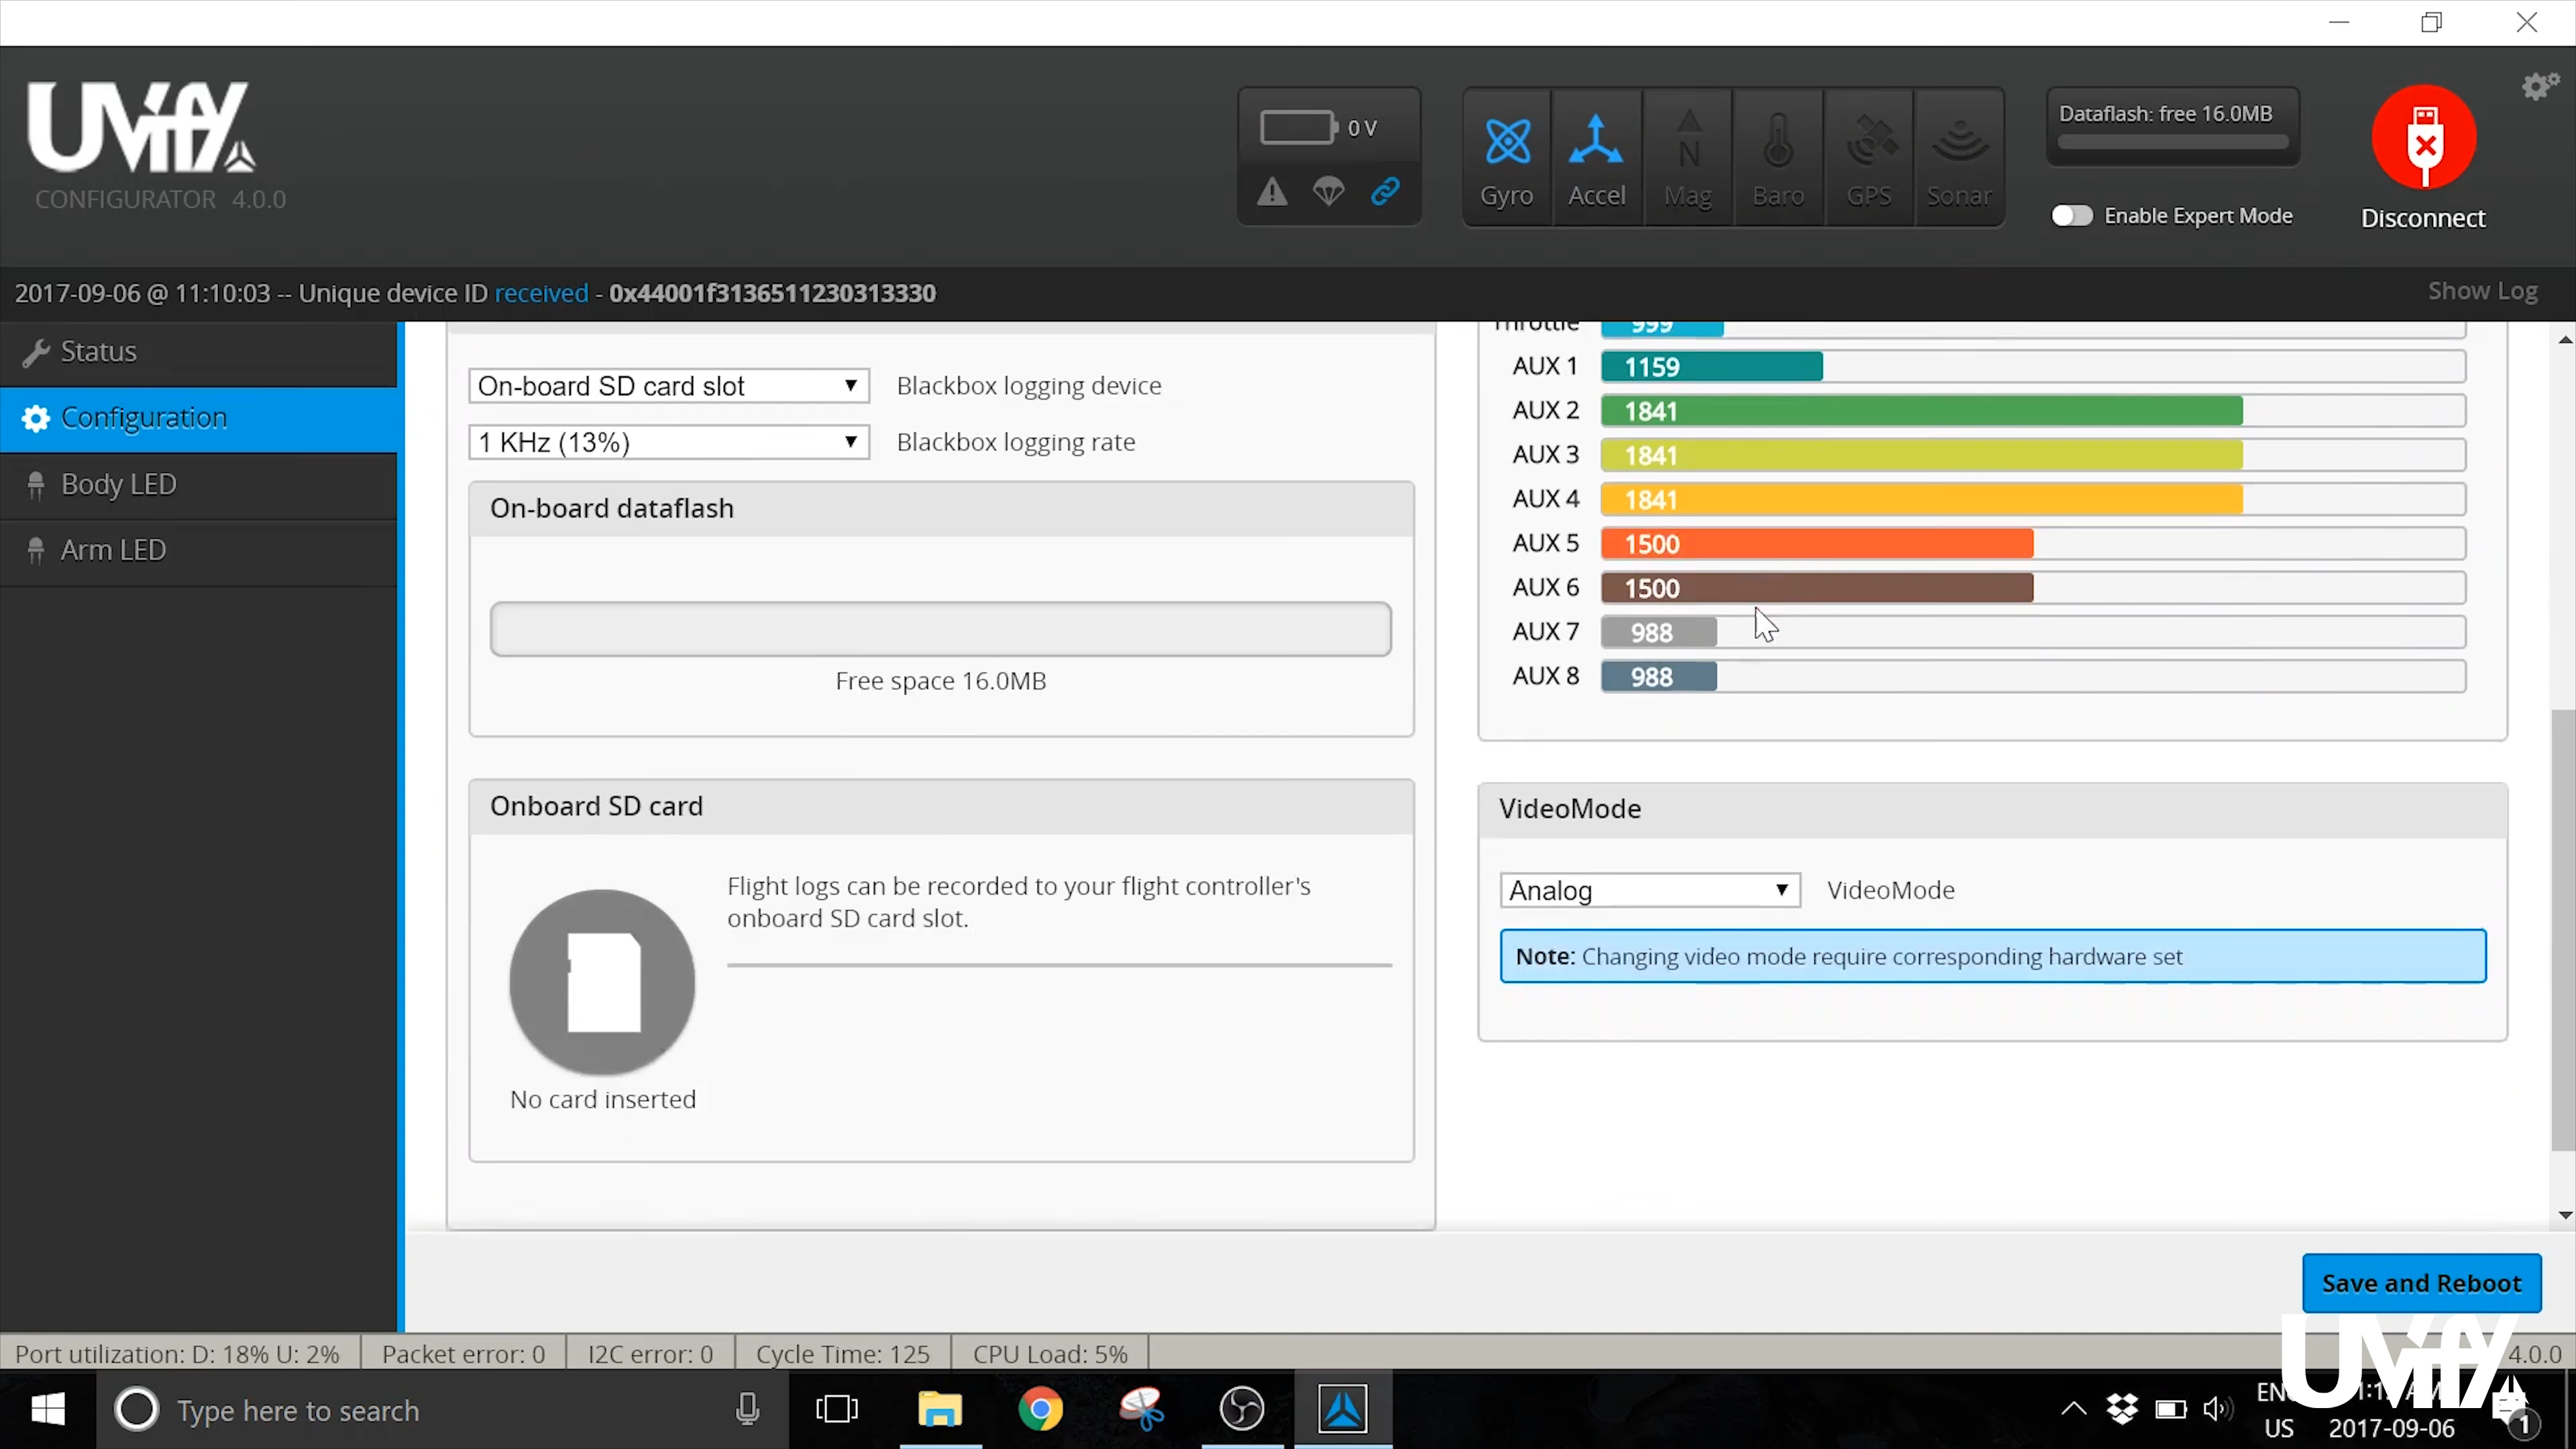 UVify
CONFIGURATOR 4.0.0
0 V
Gyro
Accel
Mag
Baro
GPS
Sonar
Dataflash: free 16.0MB
Enable Expert Mode
Disconnect
2017-09-06 @ 11:10:03 -- Unique device ID received - 0x44001f3136511230313330
Show Log
Status
Configuration
Body LED
Arm LED
On-board SD card slot
Blackbox logging device
1 KHz (13%)
Blackbox logging rate
On-board dataflash
Free space 16.0MB
Onboard SD card
Flight logs can be recorded to your flight controller's
onboard SD card slot.
No card inserted
Throttle 999
AUX 1 1159
AUX 2 1841
AUX 3 1841
AUX 4 1841
AUX 5 1500
AUX 6 1500
AUX 7 988
AUX 8 988
VideoMode
Analog
VideoMode
Note: Changing video mode require corresponding hardware set
Save and Reboot
Port utilization: D: 18% U: 2%
Packet error: 0
I2C error: 0
Cycle Time: 125
CPU Load: 5%
4.0.0
UVify
Type here to search
US
2017-09-06
1